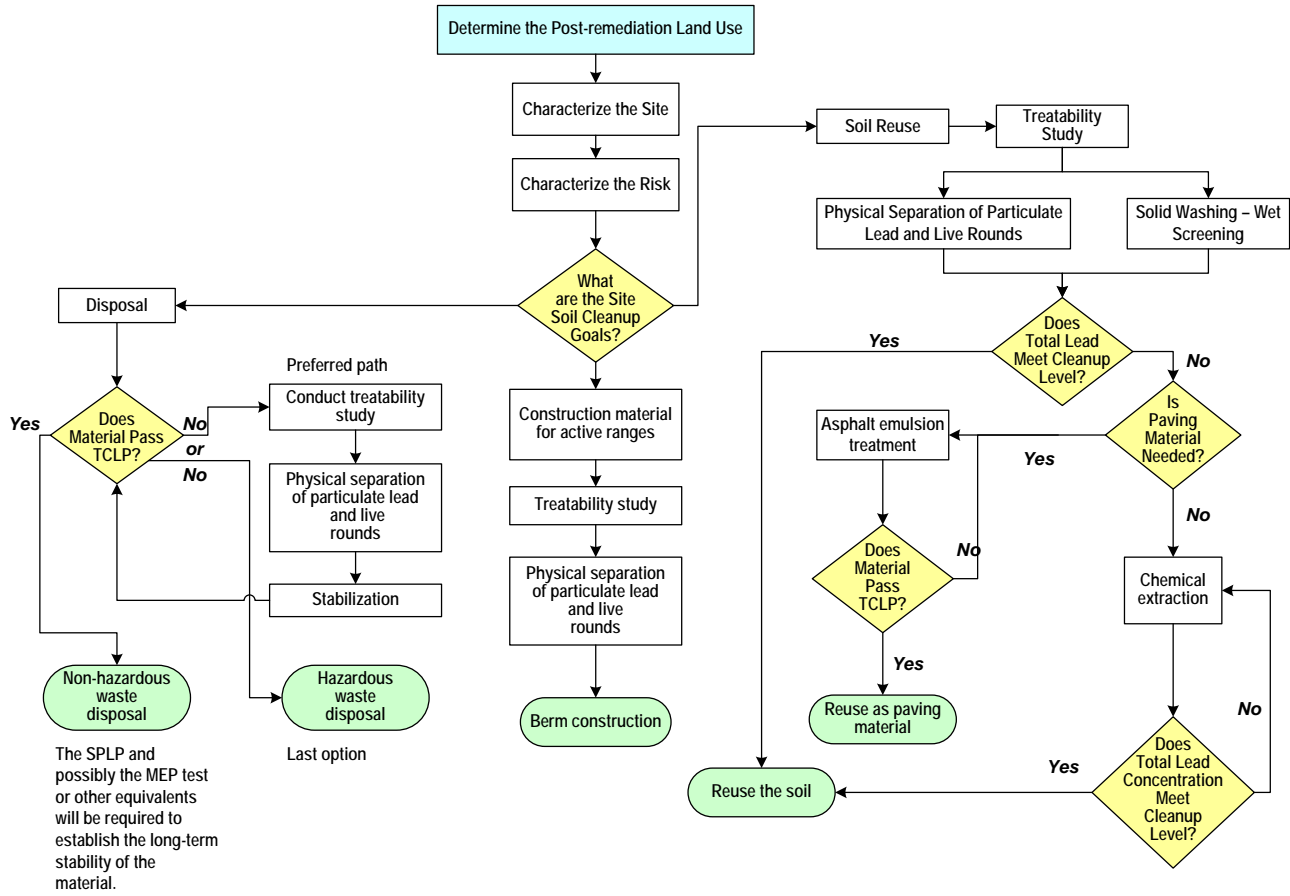 Determine the Post-remediation Land Use
Characterize the Site
Characterize the Risk
What
are the Site
Soil Cleanup
Goals?
Disposal
Does
Material Pass
TCLP?
Yes
No
or
No
Preferred path
Conduct treatability
study
Physical separation
of particulate lead
and live
rounds
Stabilization
Non-hazardous
waste
disposal
The SPLP and
possibly the MEP test
or other equivalents
will be required to
establish the long-term
stability of the
material.
Hazardous
waste
disposal
Last option
Construction material
for active ranges
Treatability study
Physical separation
of particulate lead
and live
rounds
Berm construction
Soil Reuse
Treatability
Study
Physical Separation of Particulate
Lead and Live Rounds
Solid Washing – Wet
Screening
Does
Total Lead
Meet Cleanup
Level?
Yes
No
Is
Paving
Material
Needed?
Yes
No
Asphalt emulsion
treatment
Does
Material
Pass
TCLP?
No
Yes
Reuse as paving
material
Chemical
extraction
Does
Total Lead
Concentration
Meet
Cleanup
Level?
No
Yes
Reuse the soil